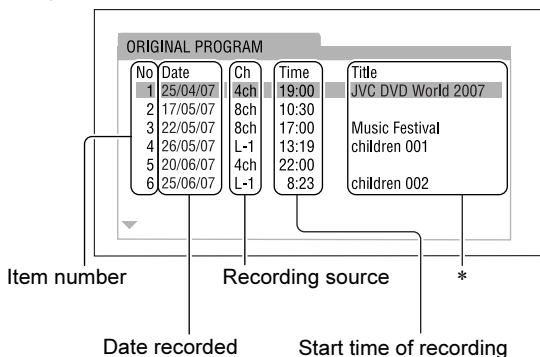 ORIGINAL PROGRAM
No Date Ch Time Title
1 25/04/07 4ch 19:00 JVC DVD World 2007
2 17/05/07 8ch 10:30
3 22/05/07 8ch 17:00 Music Festival
4 26/05/07 L-1 13:19 children 001
5 20/06/07 4ch 22:00
6 25/06/07 L-1 8:23 children 002
Item number Recording source *
Date recorded Start time of recording